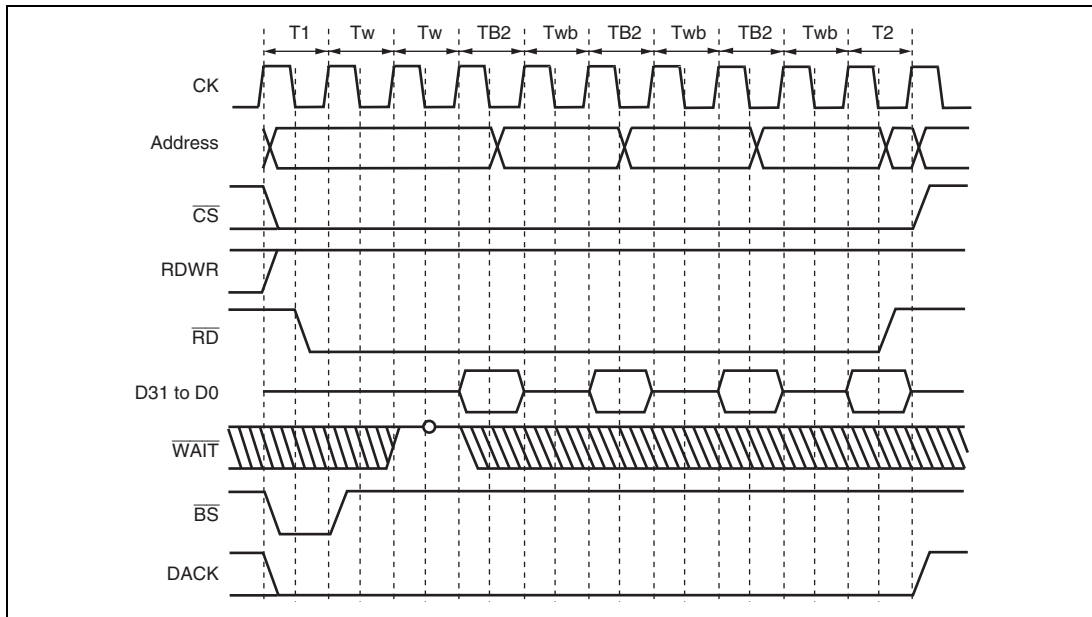 T1 Tw Tw TB2 Twb TB2 Twb TB2 Twb T2
CK
Address
CS
RDWR
RD
D31 to D0
WAIT
BS
DACK